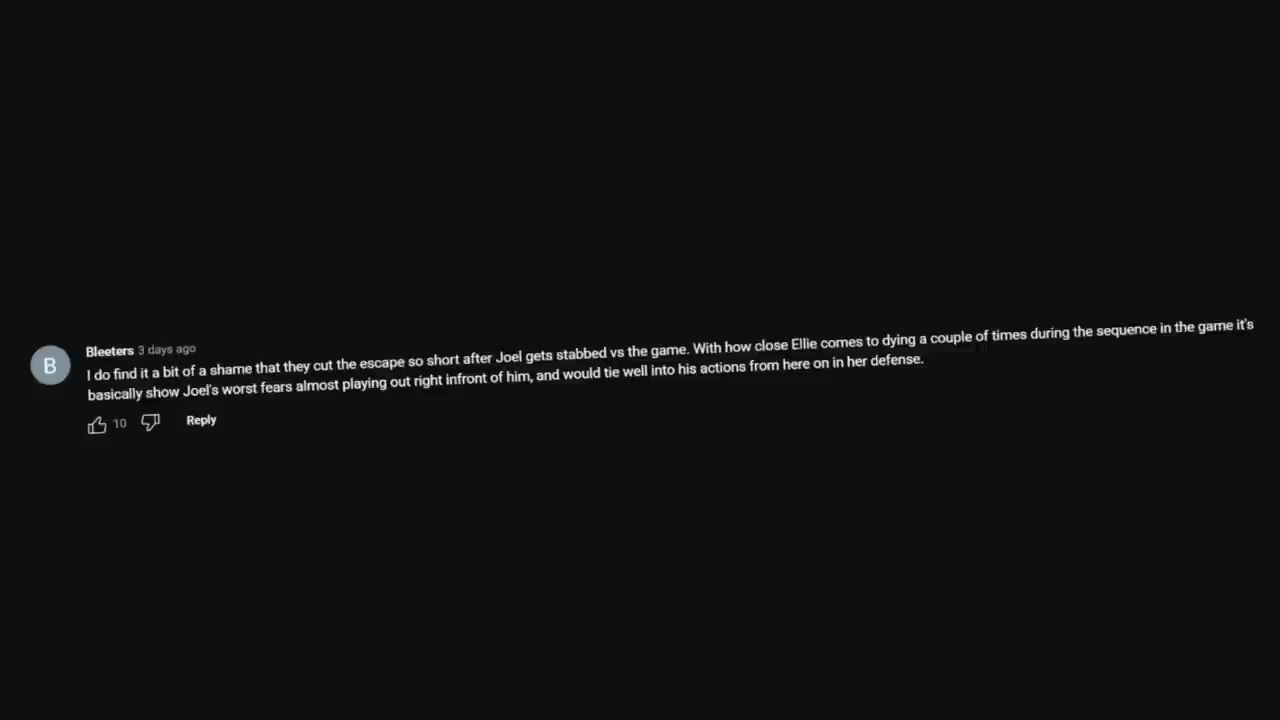 B
Bleeters 3 days ago
I do find it a bit of a shame that they cut the escape so short after Joel gets stabbed vs the game. With how close Ellie comes to dying a couple of times during the sequence in the game it's
basically show Joel's worst fears almost playing out right infront of him, and would tie well into his actions from here on in her defense.
10 Reply